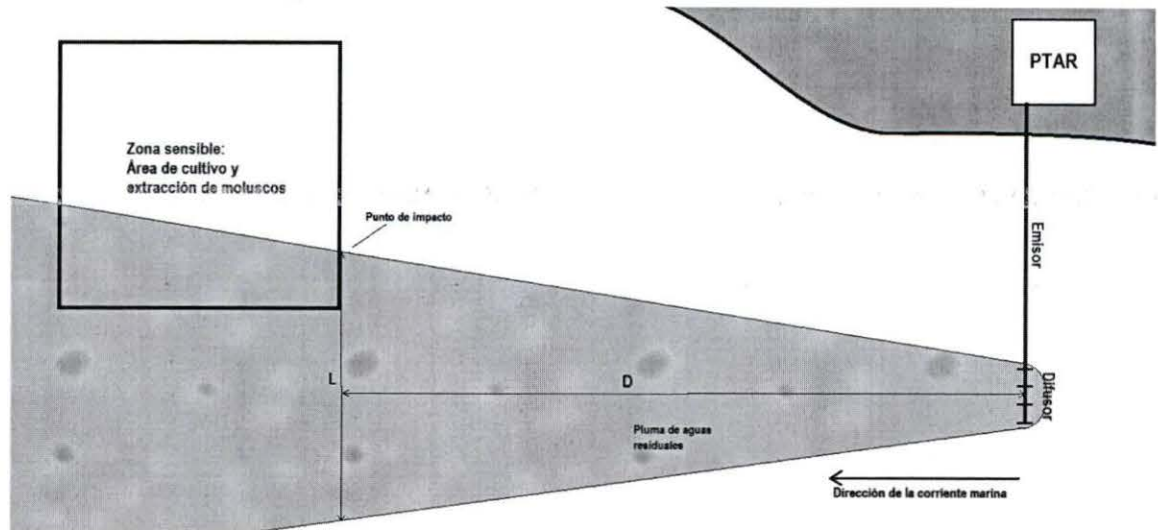 PTAR
Zona sensible:
Área de cultivo y
extracción de moluscos
Punto de impacto
Emisor
L
D
Difusor
Pluma de aguas
residuales
Dirección de la corriente marina